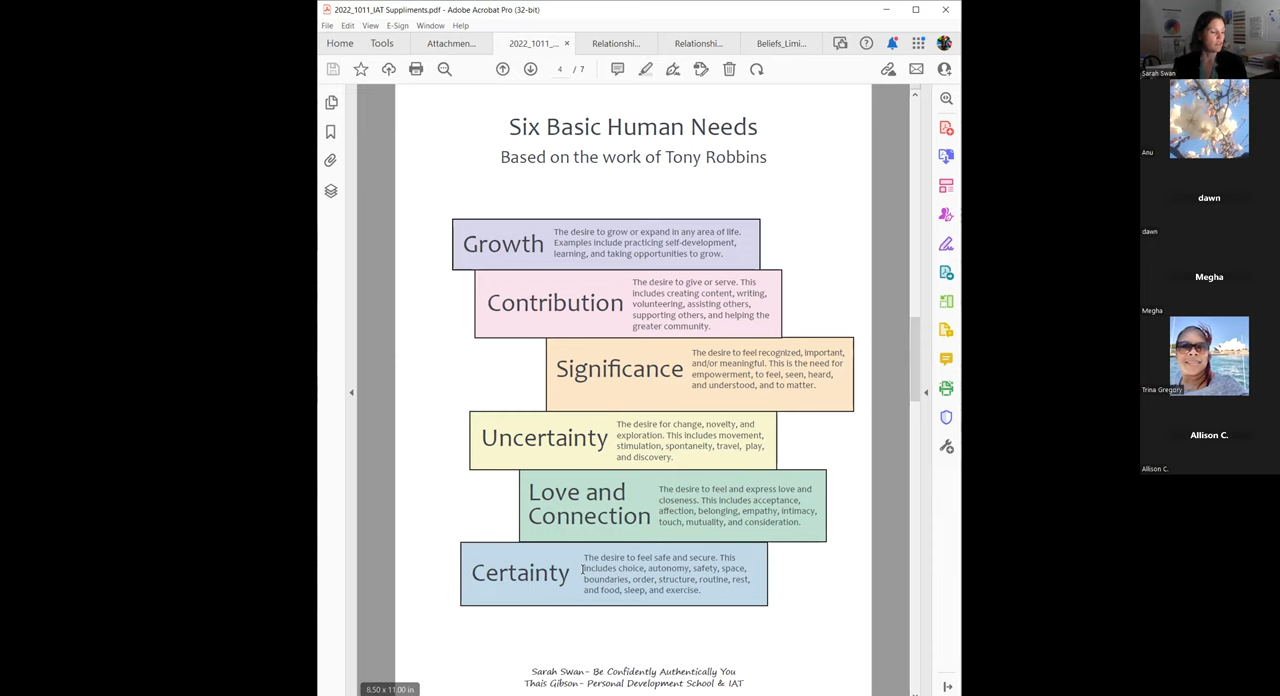 2022_1011_IAT Suppliments.pdf - Adobe Acrobat Pro (32-bit)
File Edit View E-Sign Window Help
Home Tools Attachmen... 2022_1011_... × Relationshi... Relationshi... Beliefs_Limi...
4 / 7
Six Basic Human Needs
Based on the work of Tony Robbins
Growth
The desire to grow or expand in any area of life.
Examples include practicing self-development,
learning, and taking opportunities to grow.
Contribution
The desire to give or serve. This
includes creating content, writing,
volunteering, assisting others,
supporting others, and helping the
greater community.
Significance
The desire to feel recognized, important,
and/or meaningful. This is the need for
empowerment, to feel, seen, heard,
and understood, and to matter.
Uncertainty
The desire for change, novelty, and
exploration. This includes movement,
stimulation, spontaneity, travel, play,
and discovery.
Love and
Connection
The desire to feel and express love and
closeness. This includes acceptance,
affection, belonging, empathy, intimacy,
touch, mutuality, and consideration.
Certainty
The desire to feel safe and secure. This
includes choice, autonomy, safety, space,
boundaries, order, structure, routine, rest,
and food, sleep, and exercise.
Sarah Swan- Be Confidently Authentically You
Thais Gibson- Personal Development School & IAT
8.50 x 11.00 in
Sarah Swan
Anu
dawn
dawn
Megha
Megha
Trina Gregory
Allison C.
Allison C.